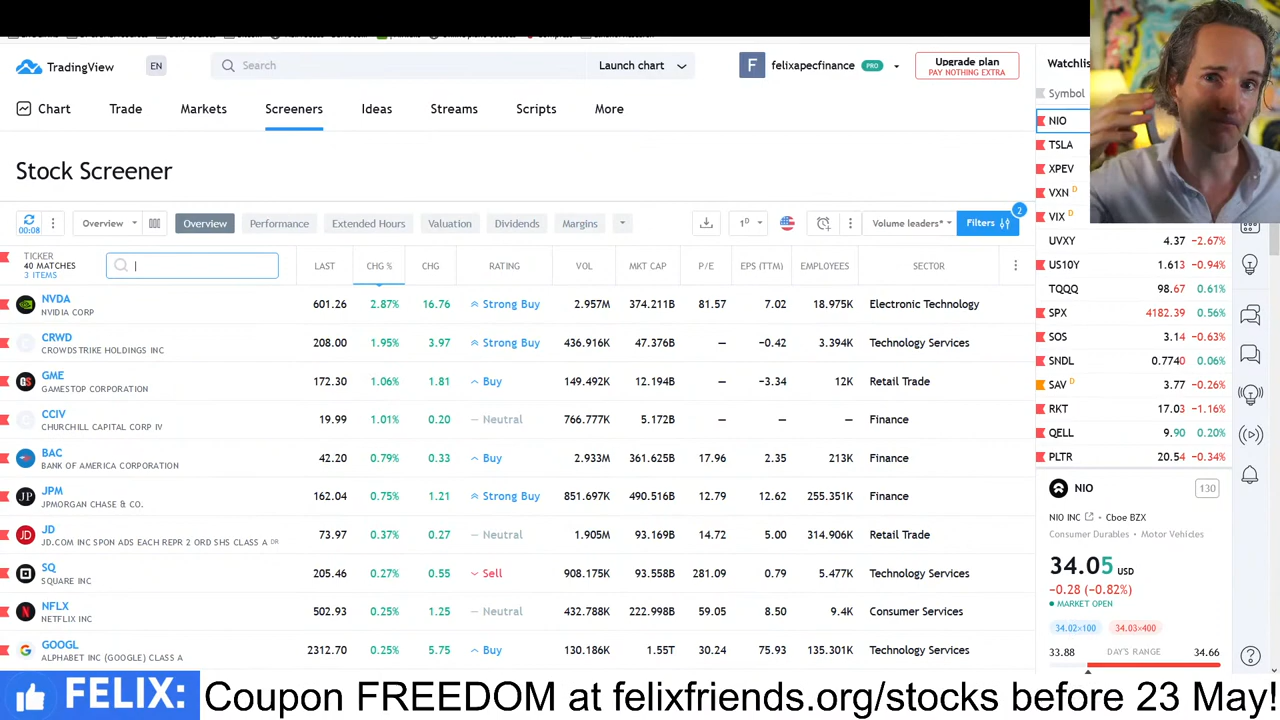 TradingView
EN
Search
Launch chart
F
felixapecfinance
PRO
Upgrade plan
PAY NOTHING EXTRA
Chart
Trade
Markets
Screeners
Ideas
Streams
Scripts
More
Stock Screener
00:08
Overview
Overview
Performance
Extended Hours
Valuation
Dividends
Margins
1D
Volume leaders*
Filters
2
TICKER
40 MATCHES
3 ITEMS
LAST CHG % CHG RATING VOL MKT CAP P/E EPS (TTM) EMPLOYEES SECTOR
NVDA 601.26 2.87% 16.76 Strong Buy 2.957M 374.211B 81.57 7.02 18.975K Electronic Technology
NVIDIA CORP
CRWD 208.00 1.95% 3.97 Strong Buy 436.916K 47.376B — −0.42 3.394K Technology Services
CROWDSTRIKE HOLDINGS INC
GME 172.30 1.06% 1.81 Buy 149.492K 12.194B — −3.34 12K Retail Trade
GAMESTOP CORPORATION
CCIV 19.99 1.01% 0.20 — Neutral 766.777K 5.172B — — — Finance
CHURCHILL CAPITAL CORP IV
BAC 42.20 0.79% 0.33 Buy 2.933M 361.625B 17.96 2.35 213K Finance
BANK OF AMERICA CORPORATION
JPM 162.04 0.75% 1.21 Strong Buy 851.697K 490.516B 12.79 12.62 255.351K Finance
JPMORGAN CHASE & CO.
JD 73.97 0.37% 0.27 — Neutral 1.905M 93.169B 14.72 5.00 314.906K Retail Trade
JD.COM INC SPON ADS EACH REPR 2 ORD SHS CLASS A DR
SQ 205.46 0.27% 0.55 Sell 908.175K 93.558B 281.09 0.79 5.477K Technology Services
SQUARE INC
NFLX 502.93 0.25% 1.25 — Neutral 432.788K 222.998B 59.05 8.50 9.4K Consumer Services
NETFLIX INC
GOOGL 2312.70 0.25% 5.75 Buy 130.186K 1.55T 30.24 75.93 135.301K Technology Services
ALPHABET INC (GOOGLE) CLASS A
Watchlis
Symbol
NIO
TSLA
XPEV
VXN D
VIX D
UVXY 4.37 −2.67%
US10Y 1.613 −0.94%
TQQQ 98.67 0.61%
SPX 4182.39 0.56%
SOS 3.14 −0.63%
SNDL 0.7740 0.06%
SAV D 3.77 −0.26%
RKT 17.03 −1.16%
QELL 9.90 0.20%
PLTR 20.54 −0.34%
NIO 130
NIO INC • Cboe BZX
Consumer Durables • Motor Vehicles
34.05 USD
−0.28 (−0.82%)
MARKET OPEN
34.02×100 34.03×400
33.88 DAY'S RANGE 34.66
FELIX: Coupon FREEDOM at felixfriends.org/stocks before 23 May!